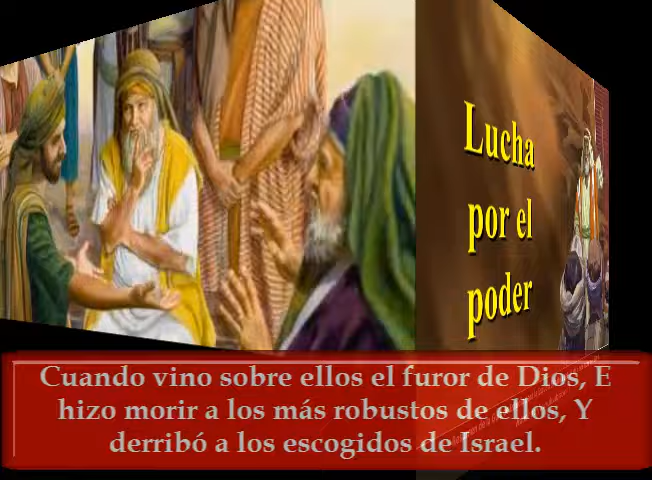 Lucha
por el
poder
Cuando vino sobre ellos el furor de Dios, E
hizo morir a los más robustos de ellos, Y
derribó a los escogidos de Israel.